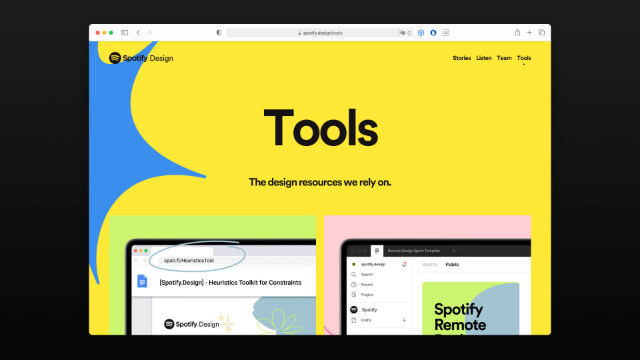 spotify.design/tools
Spotify.Design
Stories Listen Team Tools
Tools
The design resources we rely on.
spoti.fi/HeuristicsTool
[Spotify.Design] - Heuristics Toolkit for Constraints
Spotify.Design
Remote Design Sprint Template
spotify.design
Search
Recent
Plugins
Spotify
Drafts
Spotify Public
Spotify
Remote